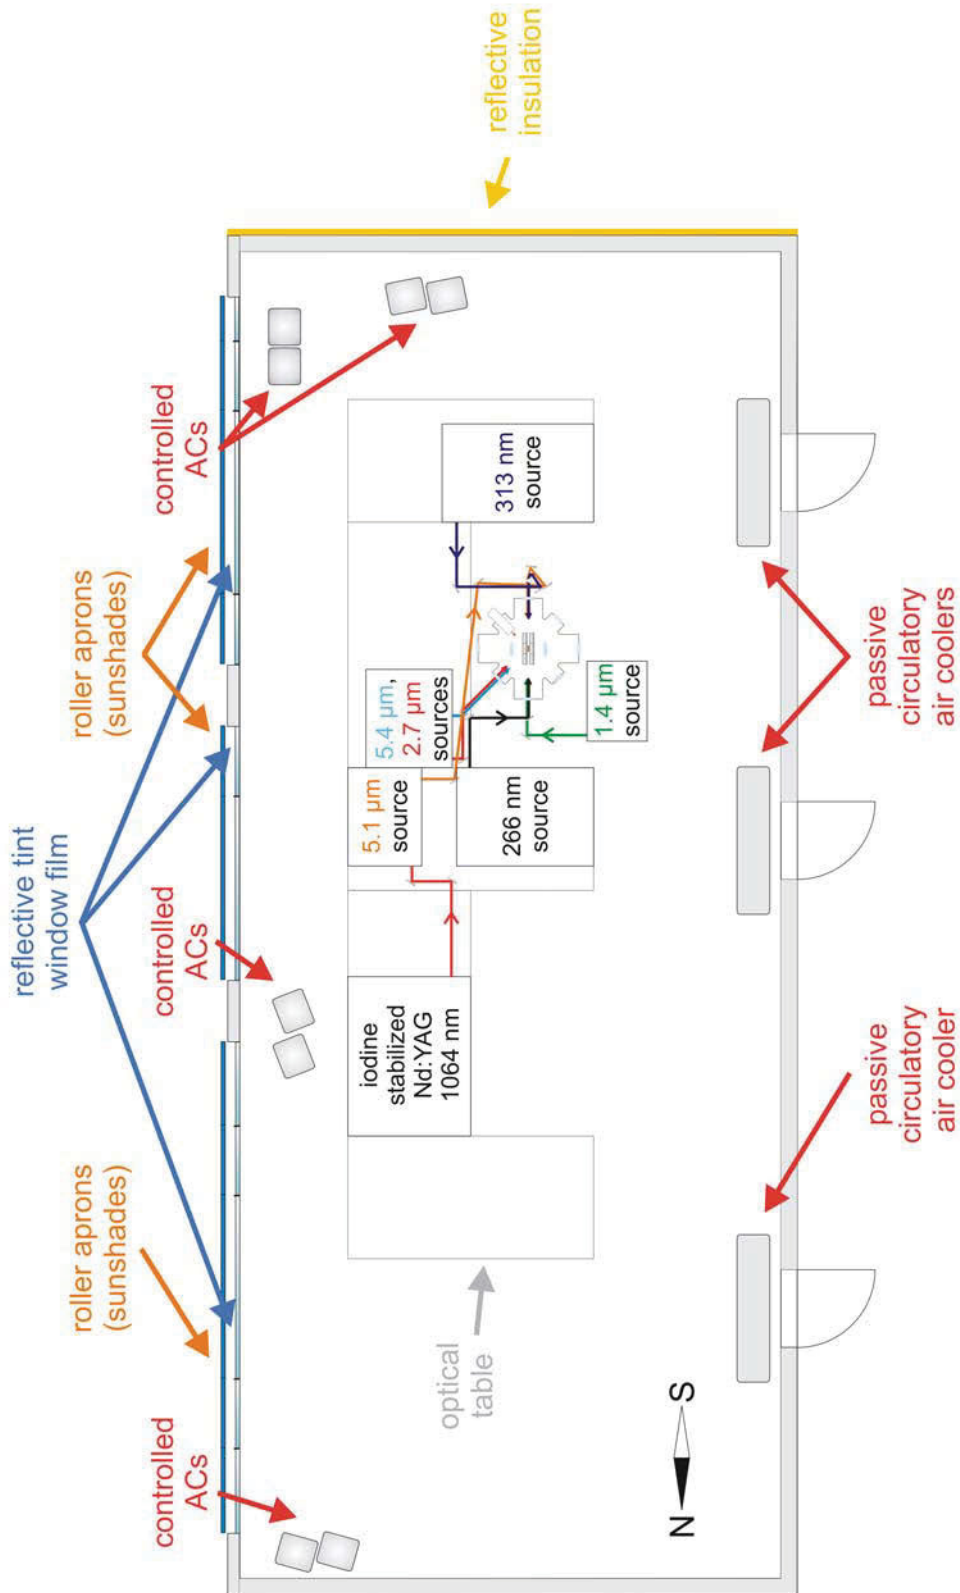 reflective tint
window film
roller aprons
(sunshades)
roller aprons
(sunshades)
controlled
ACs
controlled
ACs
controlled
ACs
reflective
insulation
optical
table
iodine
stabilized
Nd:YAG
1064 nm
5.1 µm
source
5.4 µm,
2.7 µm
sources
266 nm
source
1.4 µm
source
313 nm
source
N S
passive
circulatory
air cooler
passive
circulatory
air coolers